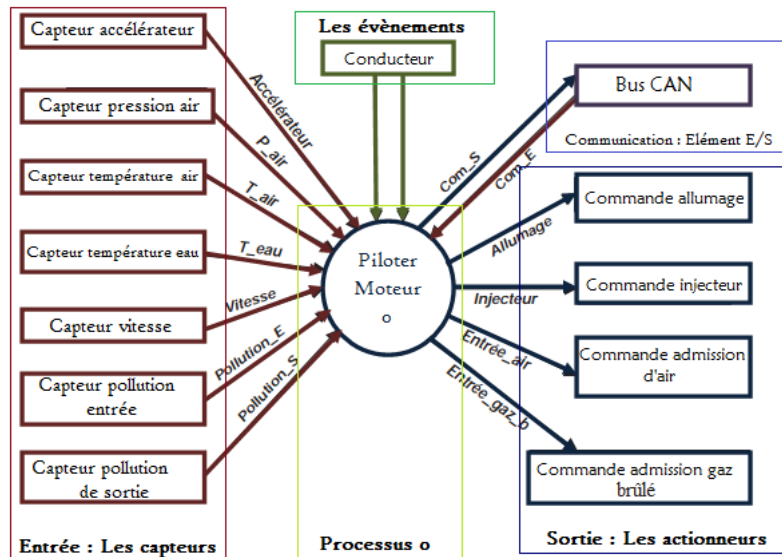 Capteur accélérateur
Capteur pression air
Capteur température air
Capteur température eau
Capteur vitesse
Capteur pollution
entrée
Capteur pollution
de sortie
Entrée : Les capteurs
Accélérateur
P_air
T_air
T_eau
Vitesse
Pollution_E
Pollution_S
Les évènements
Conducteur
Piloter
Moteur
0
Processus 0
Com_S
Com_E
Allumage
Injecteur
Entrée_air
Entrée_gaz_b
Bus CAN
Communication : Elément E/S
Commande allumage
Commande injecteur
Commande admission
d'air
Commande admission gaz
brûlé
Sortie : Les actionneurs